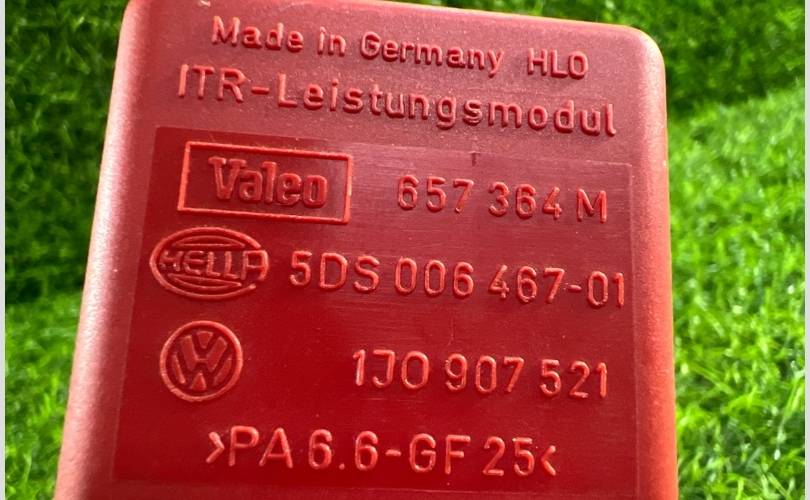 Made in Germany HLO
ITR-Leistungsmodul
Valeo 657 364 M
HELLA 5DS 006 467-01
VW 1J0 907 521
>PA 6.6-GF 25<